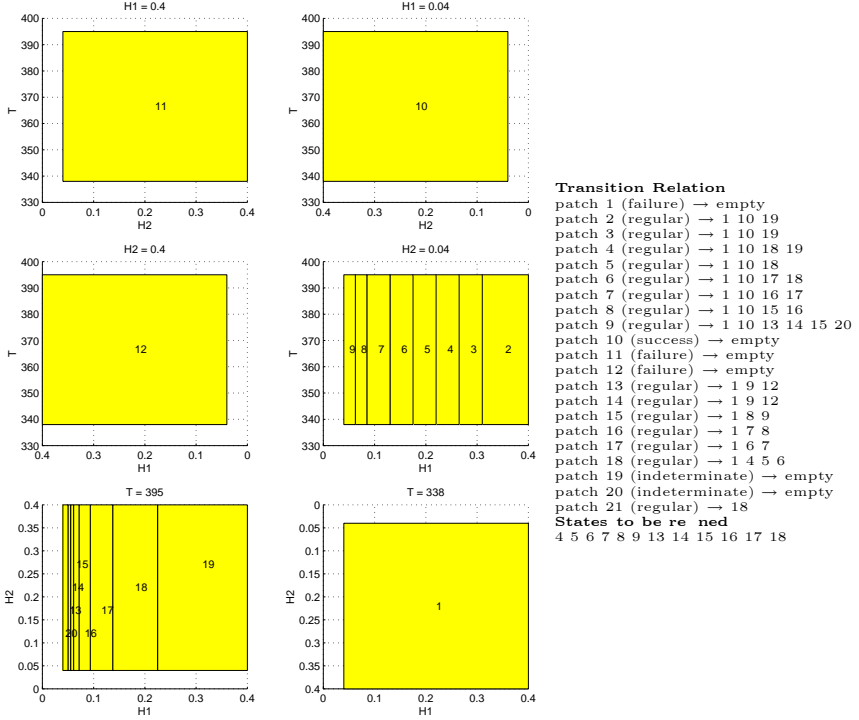 H1 = 0.4
400
390
380
370
360
350
340
330
T
11
0 0.1 0.2 0.3 0.4
H2
H1 = 0.04
400
390
380
370
360
350
340
330
T
10
0.4 0.3 0.2 0.1 0
H2
H2 = 0.4
400
390
380
370
360
350
340
330
T
12
0.4 0.3 0.2 0.1 0
H1
H2 = 0.04
400
390
380
370
360
350
340
330
T
9 8 7 6 5 4 3 2
0 0.1 0.2 0.3 0.4
H1
T = 395
0.4
0.35
0.3
0.25
0.2
0.15
0.1
0.05
0
H2
19
15
14 18
13 17
20 16
0 0.1 0.2 0.3 0.4
H1
T = 338
0
0.05
0.1
0.15
0.2
0.25
0.3
0.35
0.4
H2
1
0 0.1 0.2 0.3 0.4
H1
Transition Relation
patch 1 (failure) → empty
patch 2 (regular) → 1 10 19
patch 3 (regular) → 1 10 19
patch 4 (regular) → 1 10 18 19
patch 5 (regular) → 1 10 18
patch 6 (regular) → 1 10 17 18
patch 7 (regular) → 1 10 16 17
patch 8 (regular) → 1 10 15 16
patch 9 (regular) → 1 10 13 14 15 20
patch 10 (success) → empty
patch 11 (failure) → empty
patch 12 (failure) → empty
patch 13 (regular) → 1 9 12
patch 14 (regular) → 1 9 12
patch 15 (regular) → 1 8 9
patch 16 (regular) → 1 7 8
patch 17 (regular) → 1 6 7
patch 18 (regular) → 1 4 5 6
patch 19 (indeterminate) → empty
patch 20 (indeterminate) → empty
patch 21 (regular) → 18
States to be re ned
4 5 6 7 8 9 13 14 15 16 17 18